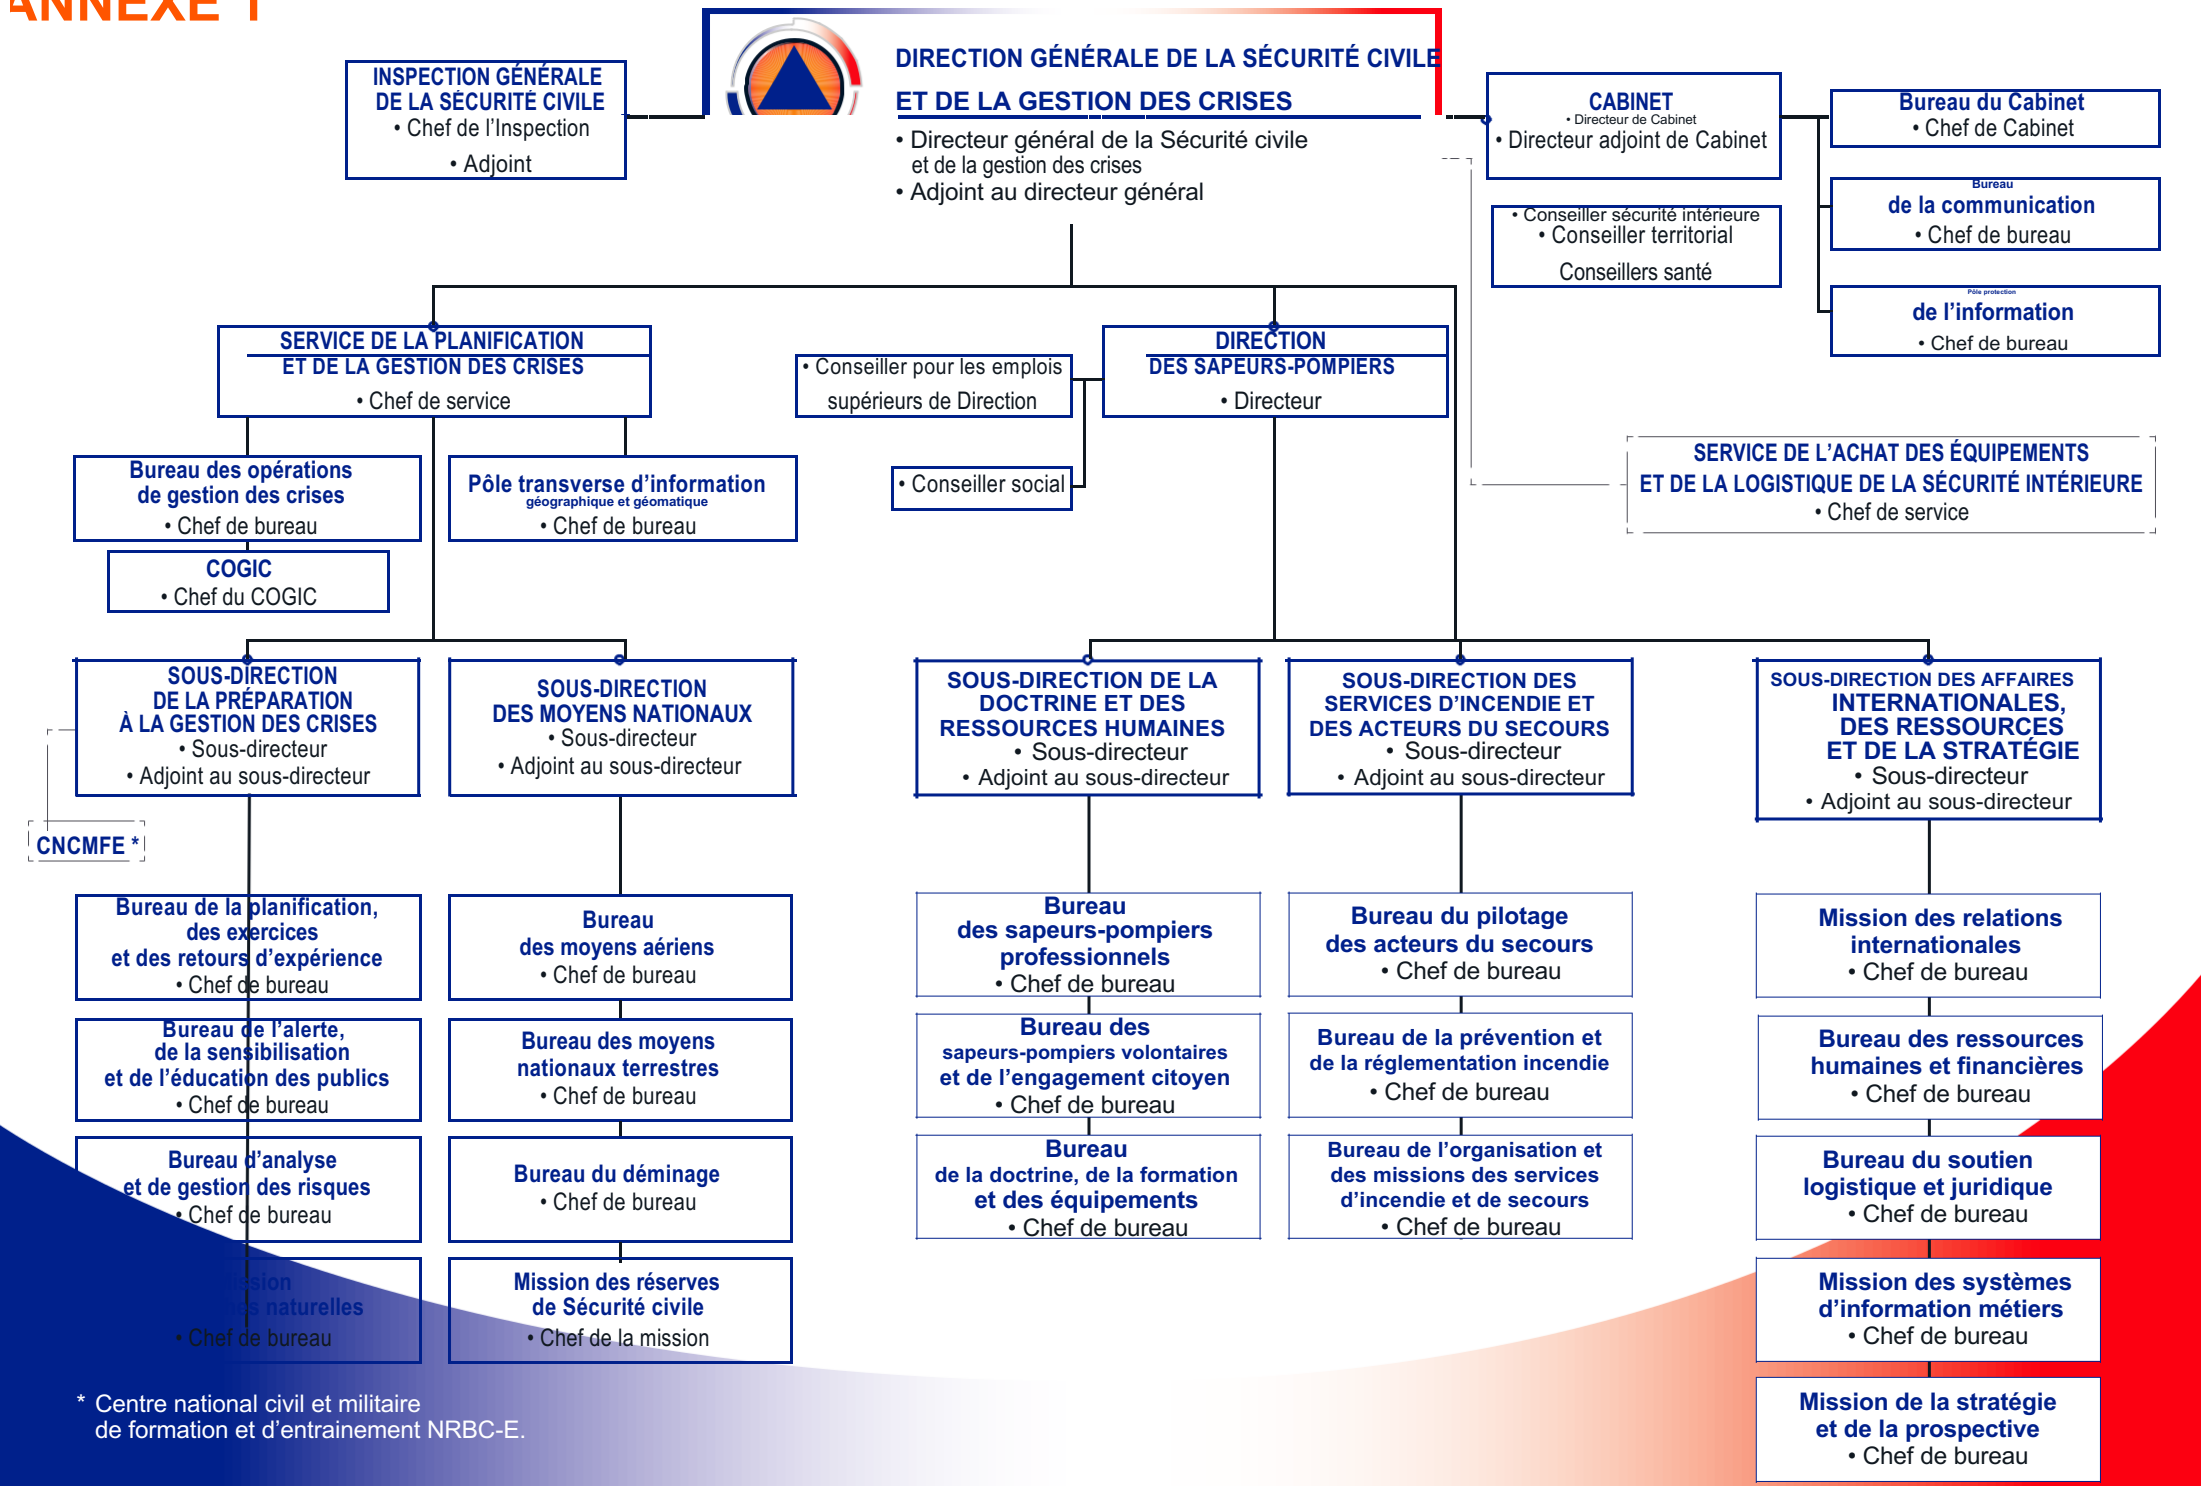 ANNEXE 1
INSPECTION GÉNÉRALE
DE LA SÉCURITÉ CIVILE
• Chef de l’Inspection
• Adjoint
DIRECTION GÉNÉRALE DE LA SÉCURITÉ CIVILE
ET DE LA GESTION DES CRISES
• Directeur général de la Sécurité civile
et de la gestion des crises
• Adjoint au directeur général
CABINET
• Directeur de Cabinet
• Directeur adjoint de Cabinet
• Conseiller sécurité intérieure
• Conseiller territorial
Conseillers santé
Bureau du Cabinet
• Chef de Cabinet
Bureau
de la communication
• Chef de bureau
Pôle protection
de l’information
• Chef de bureau
SERVICE DE LA PLANIFICATION
ET DE LA GESTION DES CRISES
• Chef de service
• Conseiller pour les emplois
supérieurs de Direction
DIRECTION
DES SAPEURS-POMPIERS
• Directeur
• Conseiller social
SERVICE DE L’ACHAT DES ÉQUIPEMENTS
ET DE LA LOGISTIQUE DE LA SÉCURITÉ INTÉRIEURE
• Chef de service
Bureau des opérations
de gestion des crises
• Chef de bureau
Pôle transverse d’information
géographique et géomatique
• Chef de bureau
COGIC
• Chef du COGIC
SOUS-DIRECTION
DE LA PRÉPARATION
À LA GESTION DES CRISES
• Sous-directeur
• Adjoint au sous-directeur
CNCMFE *
Bureau de la planification,
des exercices
et des retours d’expérience
• Chef de bureau
Bureau de l’alerte,
de la sensibilisation
et de l’éducation des publics
• Chef de bureau
Bureau d’analyse
et de gestion des risques
• Chef de bureau
naturelles
• Chef de bureau
SOUS-DIRECTION
DES MOYENS NATIONAUX
• Sous-directeur
• Adjoint au sous-directeur
Bureau
des moyens aériens
• Chef de bureau
Bureau des moyens
nationaux terrestres
• Chef de bureau
Bureau du déminage
• Chef de bureau
Mission des réserves
de Sécurité civile
• Chef de la mission
SOUS-DIRECTION DE LA
DOCTRINE ET DES
RESSOURCES HUMAINES
• Sous-directeur
• Adjoint au sous-directeur
Bureau
des sapeurs-pompiers
professionnels
• Chef de bureau
Bureau des
sapeurs-pompiers volontaires
et de l’engagement citoyen
• Chef de bureau
Bureau
de la doctrine, de la formation
et des équipements
• Chef de bureau
SOUS-DIRECTION DES
SERVICES D’INCENDIE ET
DES ACTEURS DU SECOURS
• Sous-directeur
• Adjoint au sous-directeur
Bureau du pilotage
des acteurs du secours
• Chef de bureau
Bureau de la prévention et
de la réglementation incendie
• Chef de bureau
Bureau de l’organisation et
des missions des services
d’incendie et de secours
• Chef de bureau
SOUS-DIRECTION DES AFFAIRES
INTERNATIONALES,
DES RESSOURCES
ET DE LA STRATÉGIE
• Sous-directeur
• Adjoint au sous-directeur
Mission des relations
internationales
• Chef de bureau
Bureau des ressources
humaines et financières
• Chef de bureau
Bureau du soutien
logistique et juridique
• Chef de bureau
Mission des systèmes
d’information métiers
• Chef de bureau
Mission de la stratégie
et de la prospective
• Chef de bureau
* Centre national civil et militaire
de formation et d’entrainement NRBC-E.